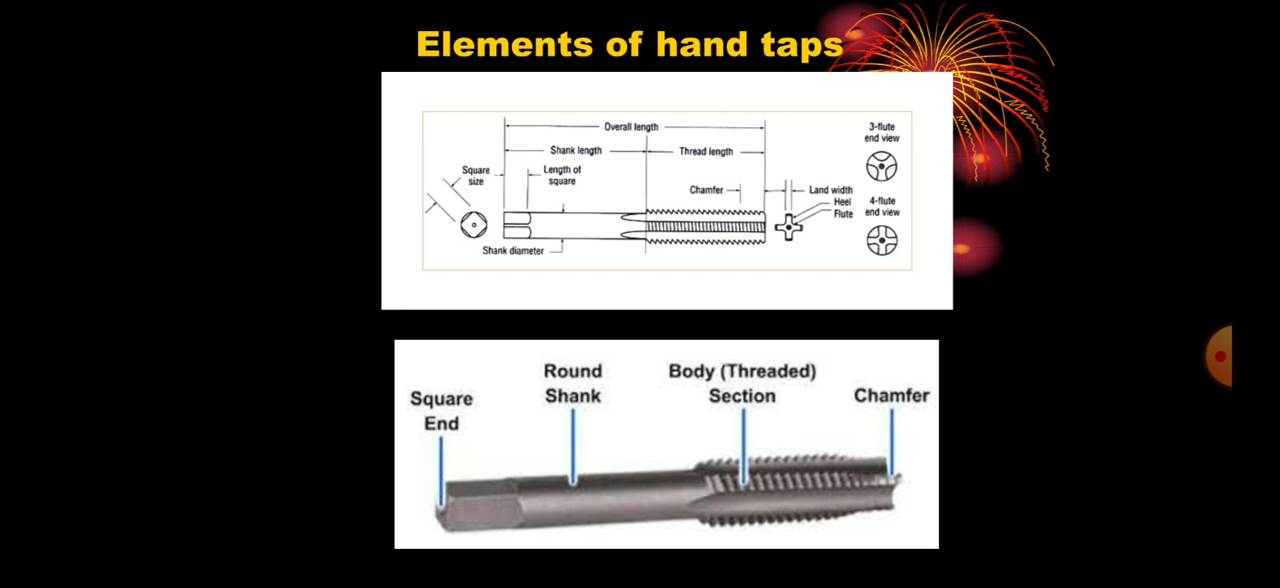 Elements of hand taps
Overall length
3-flute
end view
Shank length
Thread length
Square
size
Length of
square
Chamfer
Land width
Heel
Flute
4-flute
end view
Shank diameter
Round
Shank
Body (Threaded)
Section
Chamfer
Square
End